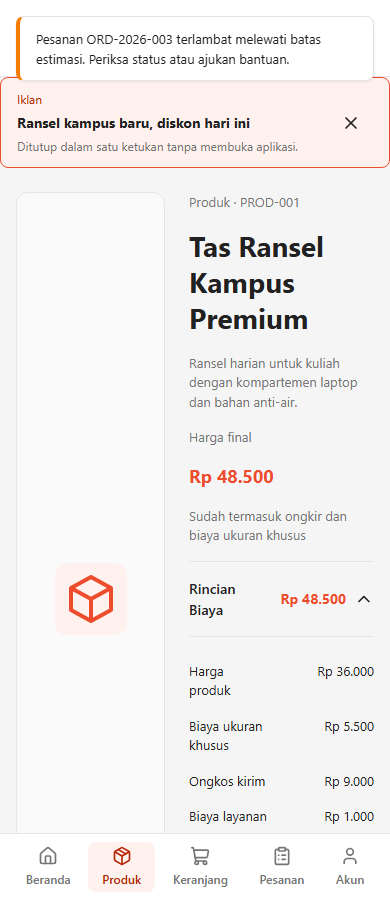 Pesanan ORD-2026-003 terlambat melewati batas
estimasi. Periksa status atau ajukan bantuan.
Iklan
Ransel kampus baru, diskon hari ini
Ditutup dalam satu ketukan tanpa membuka aplikasi.
Produk · PROD-001
Tas Ransel
Kampus
Premium
Ransel harian untuk kuliah
dengan kompartemen laptop
dan bahan anti-air.
Harga final
Rp 48.500
Sudah termasuk ongkir dan
biaya ukuran khusus
Rincian
Biaya
Rp 48.500
Harga
produk
Rp 36.000
Biaya ukuran
khusus
Rp 5.500
Ongkos kirim
Rp 9.000
Biaya layanan
Rp 1.000
Beranda
Produk
Keranjang
Pesanan
Akun